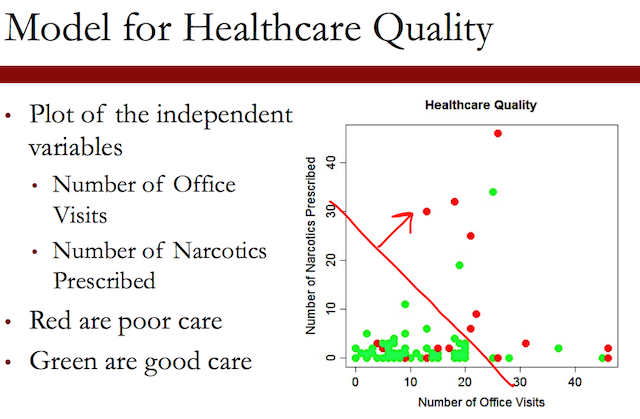 Model for Healthcare Quality
• Plot of the independent
variables
• Number of Office
Visits
• Number of Narcotics
Prescribed
• Red are poor care
• Green are good care
Healthcare Quality
Number of Narcotics Prescribed
40
30
20
10
0
0 10 20 30 40
Number of Office Visits